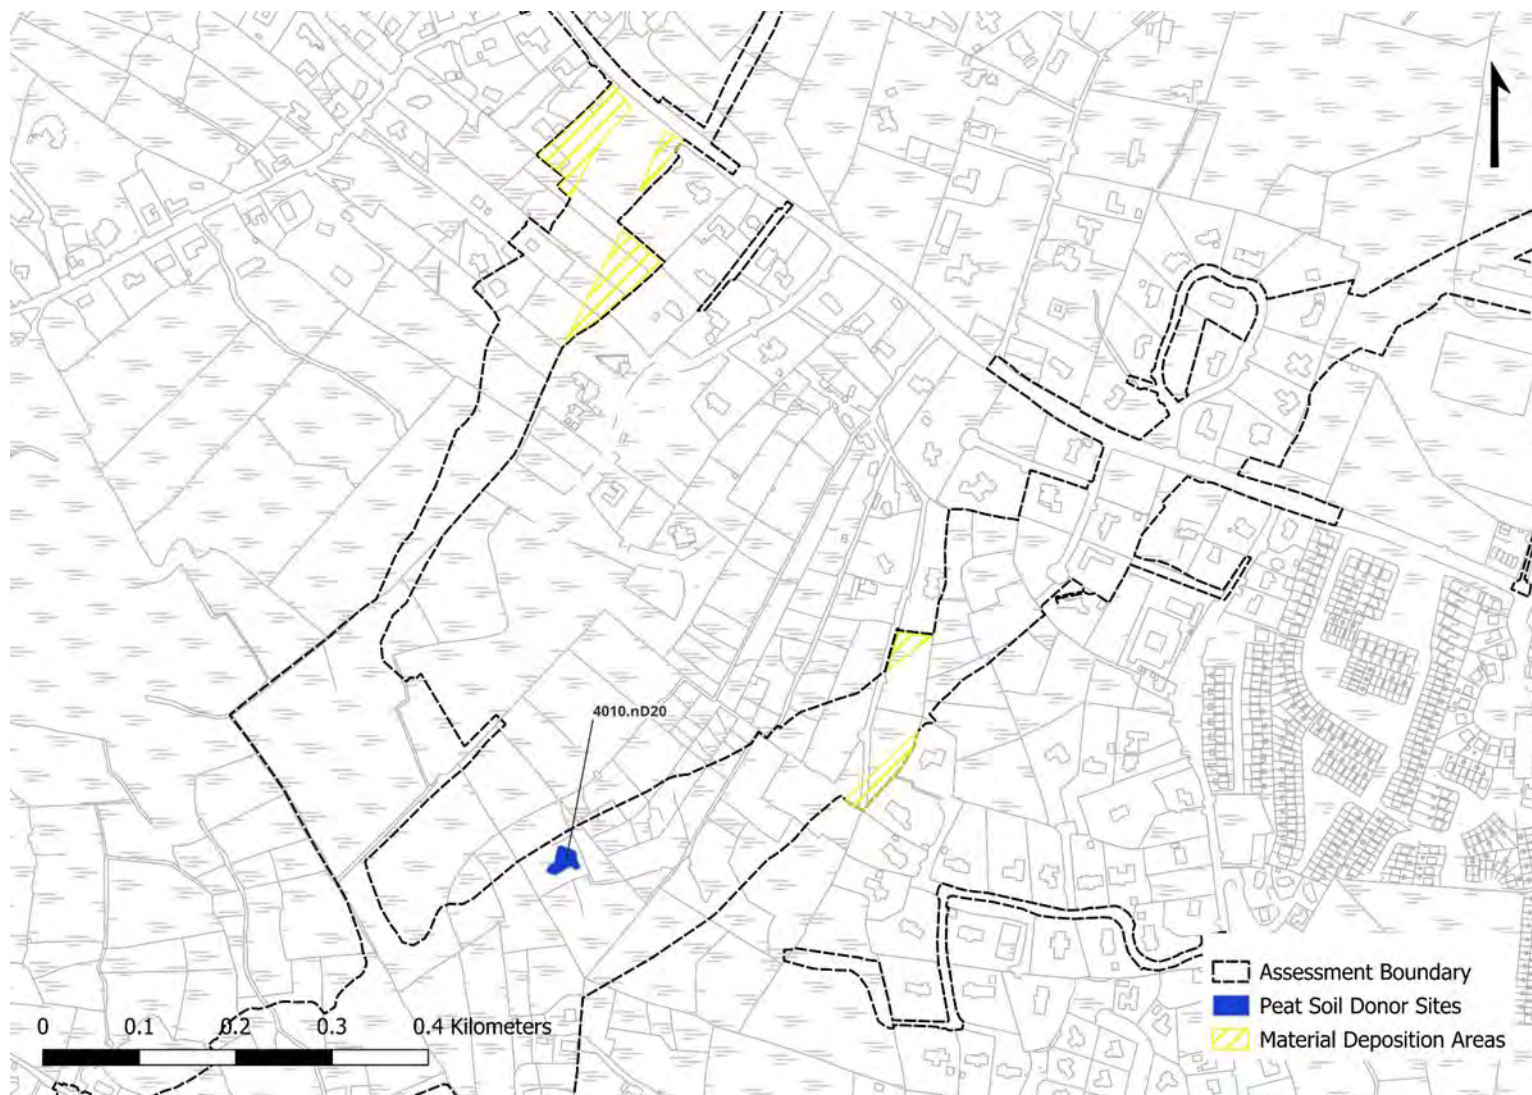 4010.nD20
Assessment Boundary
Peat Soil Donor Sites
Material Deposition Areas
0 0.1 0.2 0.3 0.4 Kilometers